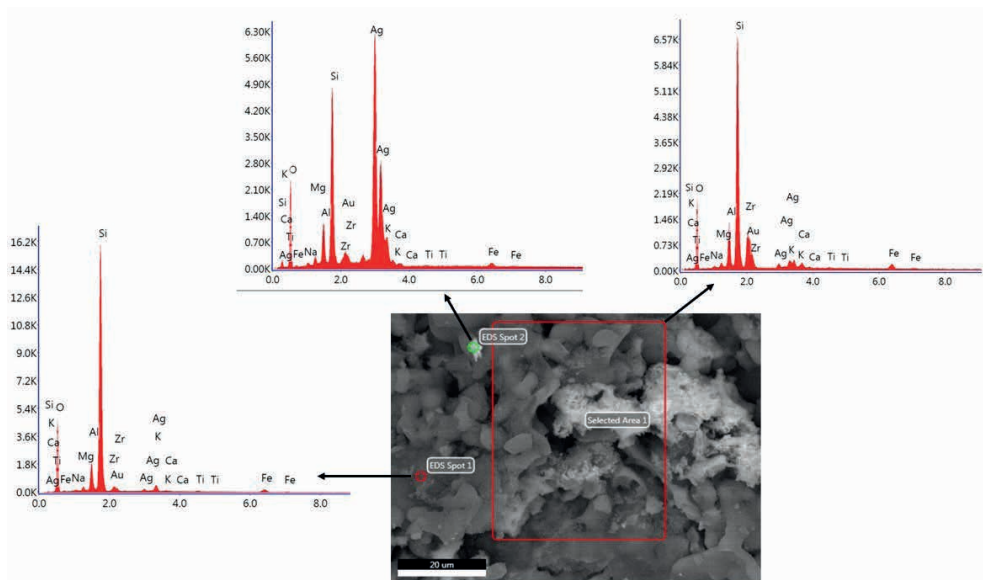 6.30K
Ag
5.60K
Si
4.90K
4.20K
3.50K
2.80K
Ag
K O
2.10K
Mg
Si
Au
1.40K
Al
Ag
Ca
Zr
K
Ca
0.70K
Ti
Zr
Ag Fe Na
K Ca Ti Ti
Fe
Fe
0.00K
0.0 2.0 4.0 6.0 8.0
Si
6.57K
5.84K
5.11K
4.38K
3.65K
2.92K
2.19K
Si O
Ag
K
Al
Zr
1.46K
Ca
Mg
Au
Ag
0.73K
Ti
Zr
K
Ca
Ag Fe Na
Ag
K Ca Ti Ti
Fe
Fe
0.00K
0.0 2.0 4.0 6.0 8.0
Si
16.2K
14.4K
12.6K
10.8K
9.0K
7.2K
5.4K
Si O
Ag
3.6K
K
Al
Zr
K
Ca
Mg
Zr
Ag Ca
1.8K
Ti
Ag Fe Na
Au
Ag
K Ca Ti Ti
Fe
Fe
0.0K
0.0 2.0 4.0 6.0 8.0
EDS Spot 2
Selected Area 1
EDS Spot 1
20 um